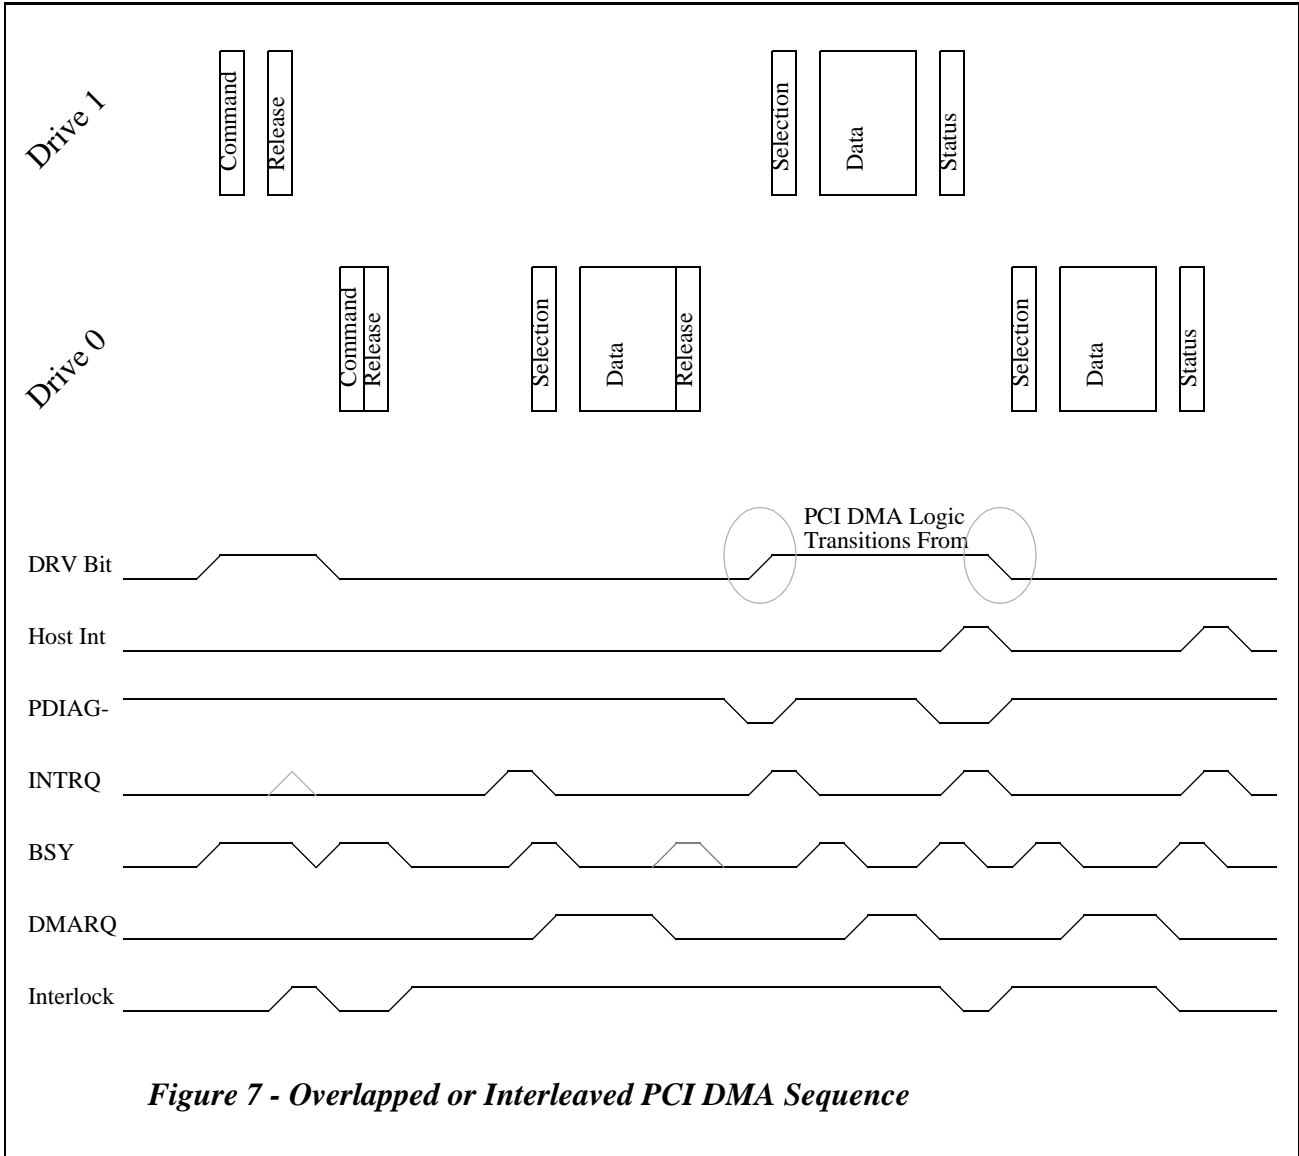 Drive 1
Command
Release
Selection
Data
Status
Drive 0
Command
Release
Selection
Data
Release
Selection
Data
Status
PCI DMA Logic
Transitions From
DRV Bit
Host Int
PDIAG-
INTRQ
BSY
DMARQ
Interlock
Figure 7 - Overlapped or Interleaved PCI DMA Sequence